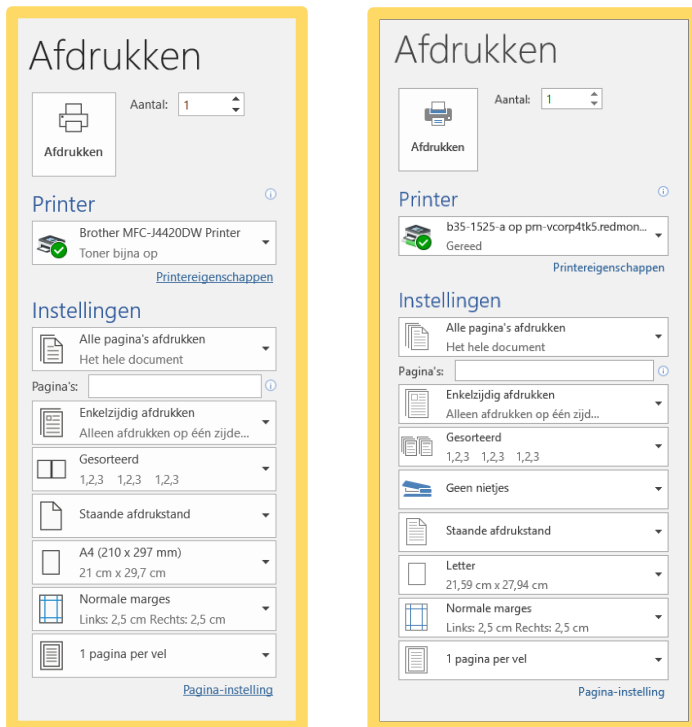 Afdrukken
Aantal: 1
Afdrukken
Printer
Brother MFC-J4420DW Printer
Toner bijna op
Printereigenschappen
Instellingen
Alle pagina's afdrukken
Het hele document
Pagina's:
Enkelzijdig afdrukken
Alleen afdrukken op één zijde...
Gesorteerd
1,2,3 1,2,3 1,2,3
Staande afdrukstand
A4 (210 x 297 mm)
21 cm x 29,7 cm
Normale marges
Links: 2,5 cm Rechts: 2,5 cm
1 pagina per vel
Pagina-instelling
Afdrukken
Aantal: 1
Afdrukken
Printer
b35-1525-a op prn-vcorp4tk5.redmon...
Gereed
Printereigenschappen
Instellingen
Alle pagina's afdrukken
Het hele document
Pagina's:
Enkelzijdig afdrukken
Alleen afdrukken op één zijd...
Gesorteerd
1,2,3 1,2,3 1,2,3
Geen nietjes
Staande afdrukstand
Letter
21,59 cm x 27,94 cm
Normale marges
Links: 2,5 cm Rechts: 2,5 cm
1 pagina per vel
Pagina-instelling